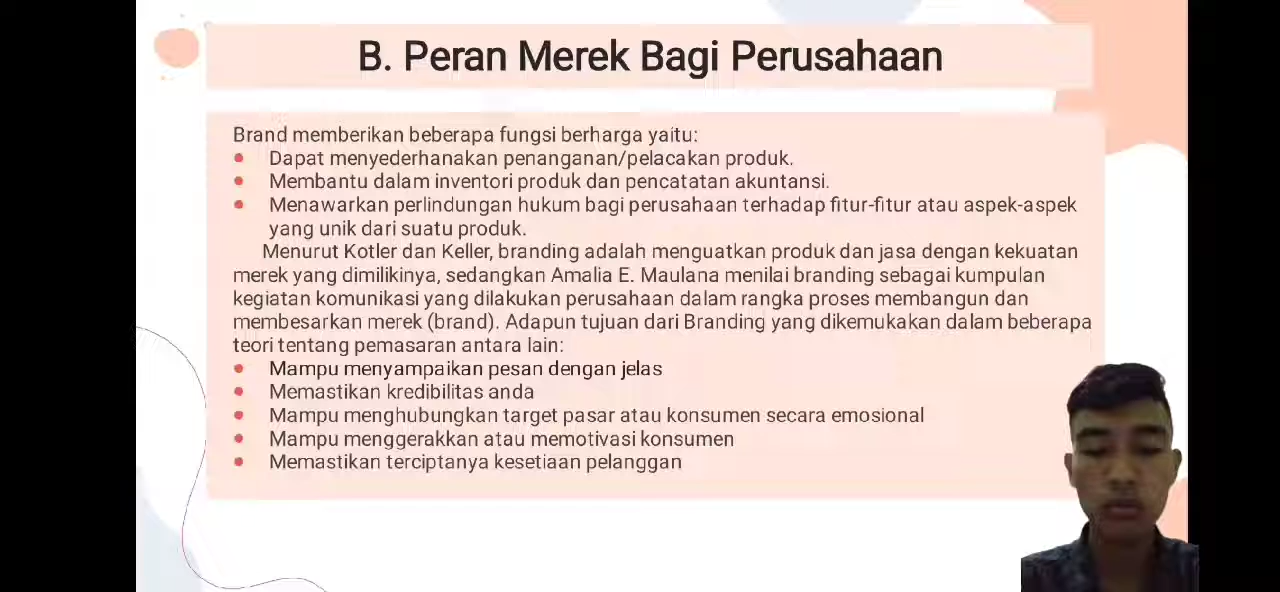 B. Peran Merek Bagi Perusahaan
Brand memberikan beberapa fungsi berharga yaitu:
● Dapat menyederhanakan penanganan/pelacakan produk.
● Membantu dalam inventori produk dan pencatatan akuntansi.
● Menawarkan perlindungan hukum bagi perusahaan terhadap fitur-fitur atau aspek-aspek
yang unik dari suatu produk.
Menurut Kotler dan Keller, branding adalah menguatkan produk dan jasa dengan kekuatan
merek yang dimilikinya, sedangkan Amalia E. Maulana menilai branding sebagai kumpulan
kegiatan komunikasi yang dilakukan perusahaan dalam rangka proses membangun dan
membesarkan merek (brand). Adapun tujuan dari Branding yang dikemukakan dalam beberapa
teori tentang pemasaran antara lain:
● Mampu menyampaikan pesan dengan jelas
● Memastikan kredibilitas anda
● Mampu menghubungkan target pasar atau konsumen secara emosional
● Mampu menggerakkan atau memotivasi konsumen
● Memastikan terciptanya kesetiaan pelanggan